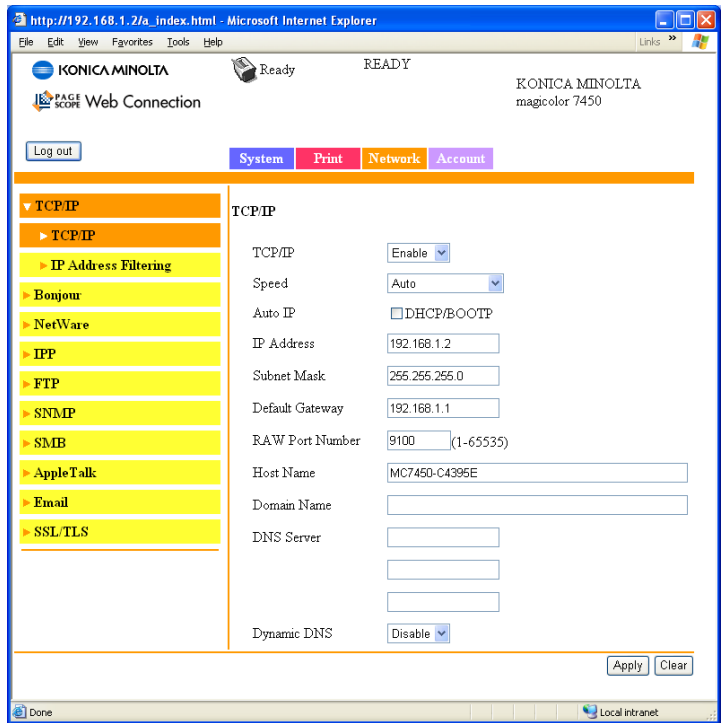 http://192.168.1.2/a_index.html - Microsoft Internet Explorer
File Edit View Favorites Tools Help Links »
KONICA MINOLTA
Ready
READY
KONICA MINOLTA
magicolor 7450
PAGE SCOPE Web Connection
Log out
System Print Network Account
TCP/IP
TCP/IP
IP Address Filtering
Bonjour
NetWare
IPP
FTP
SNMP
SMB
AppleTalk
Email
SSL/TLS
TCP/IP
TCP/IP Enable
Speed Auto
Auto IP DHCP/BOOTP
IP Address 192.168.1.2
Subnet Mask 255.255.255.0
Default Gateway 192.168.1.1
RAW Port Number 9100 (1-65535)
Host Name MC7450-C4395E
Domain Name
DNS Server
Dynamic DNS Disable
Apply Clear
Done Local intranet